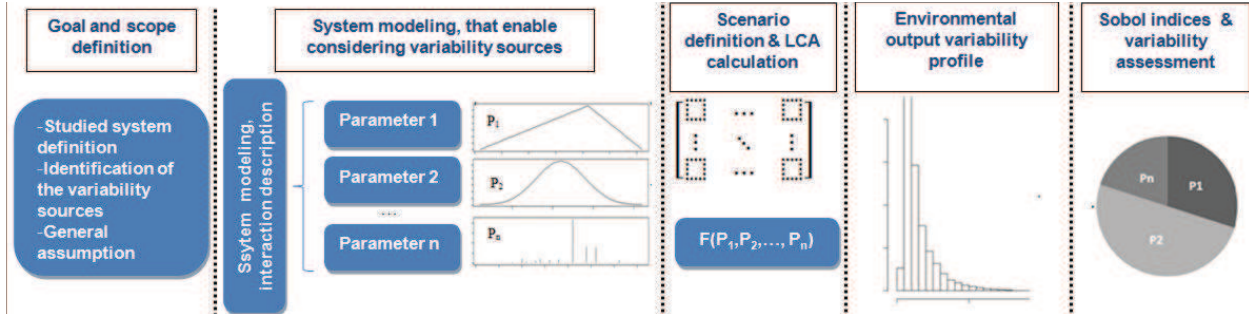 Goal and scope
definition
-Studied system
definition
-Identification of
the variability
sources
-General
assumption
System modeling, that enable
considering variability sources
Ssytem modeling,
interaction description
Parameter 1
Parameter 2
....
Parameter n
P1
P2
Pn
Scenario
definition & LCA
calculation
F(P1,P2,..., Pn)
Environmental
output variability
profile
Sobol indices &
variability
assessment
Pn
P1
P2